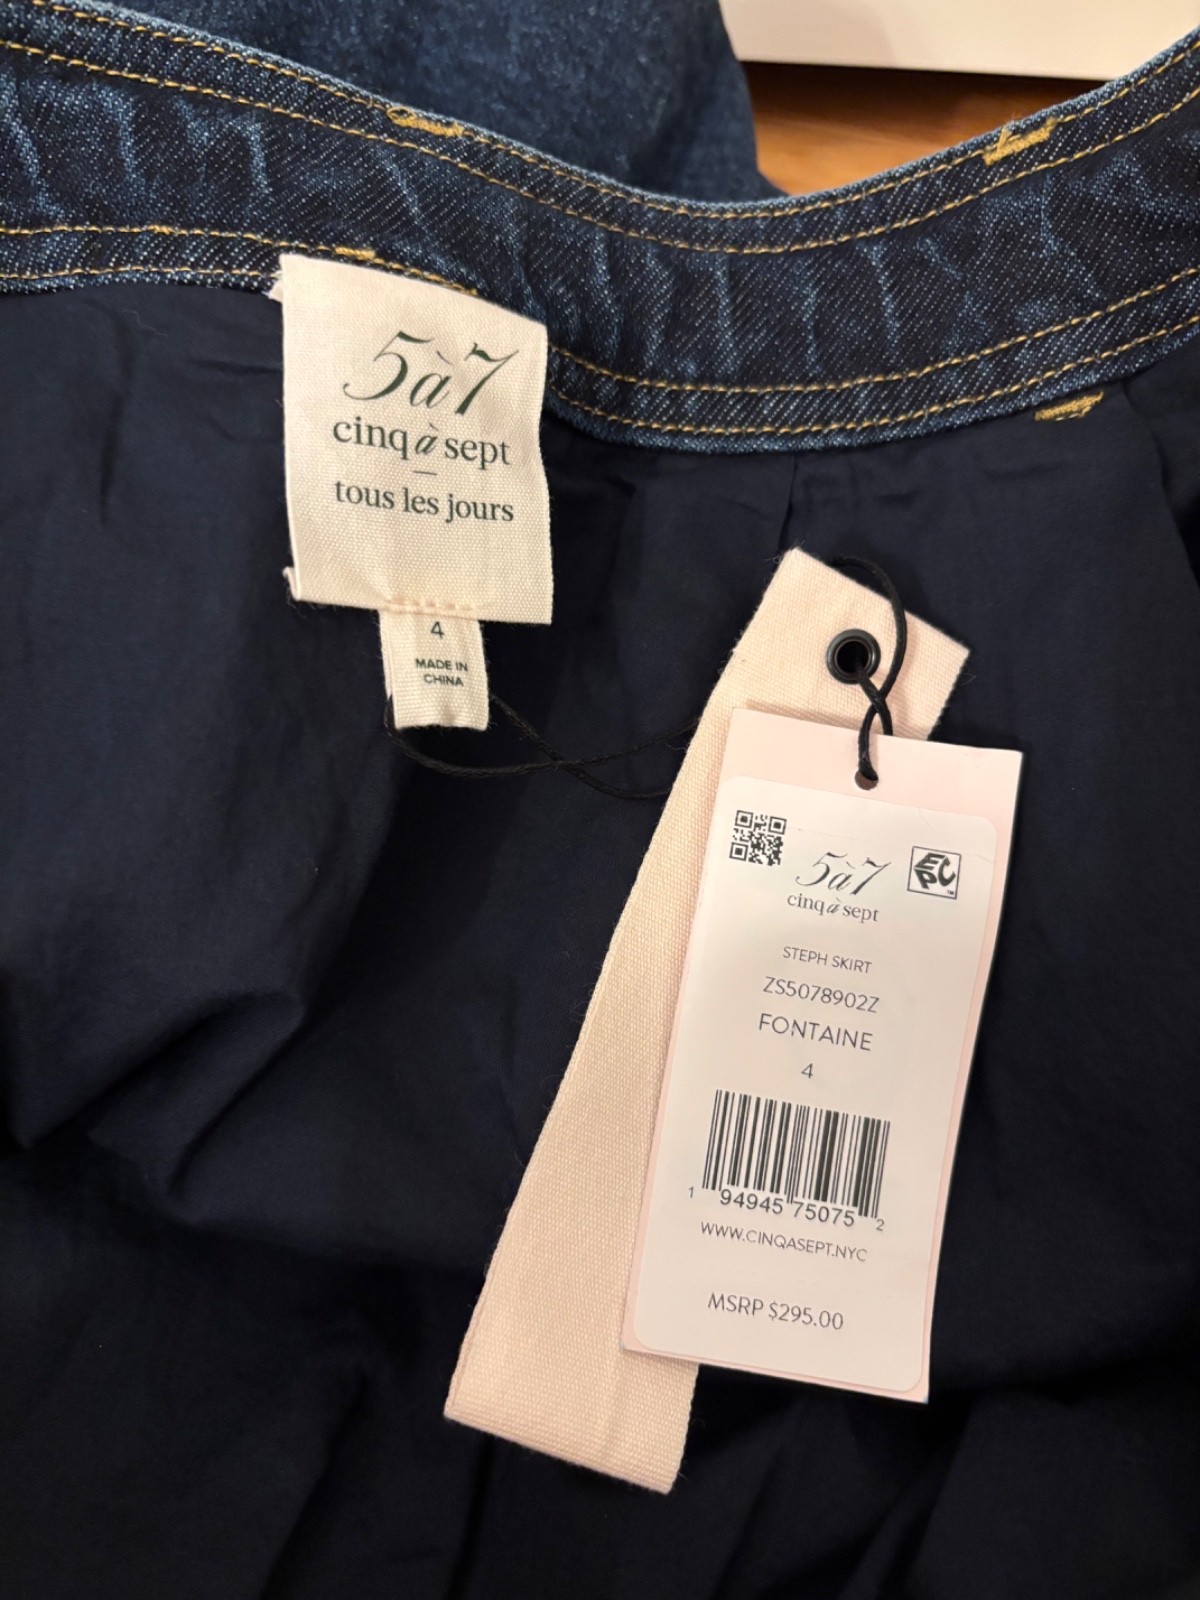 5à7
cinq à sept
—
tous les jours
4
MADE IN
CHINA
5à7
cinq à sept
EPC™
STEPH SKIRT
ZS5078902Z
FONTAINE
4
1 94945 75075 2
WWW.CINQASEPT.NYC
MSRP $295.00